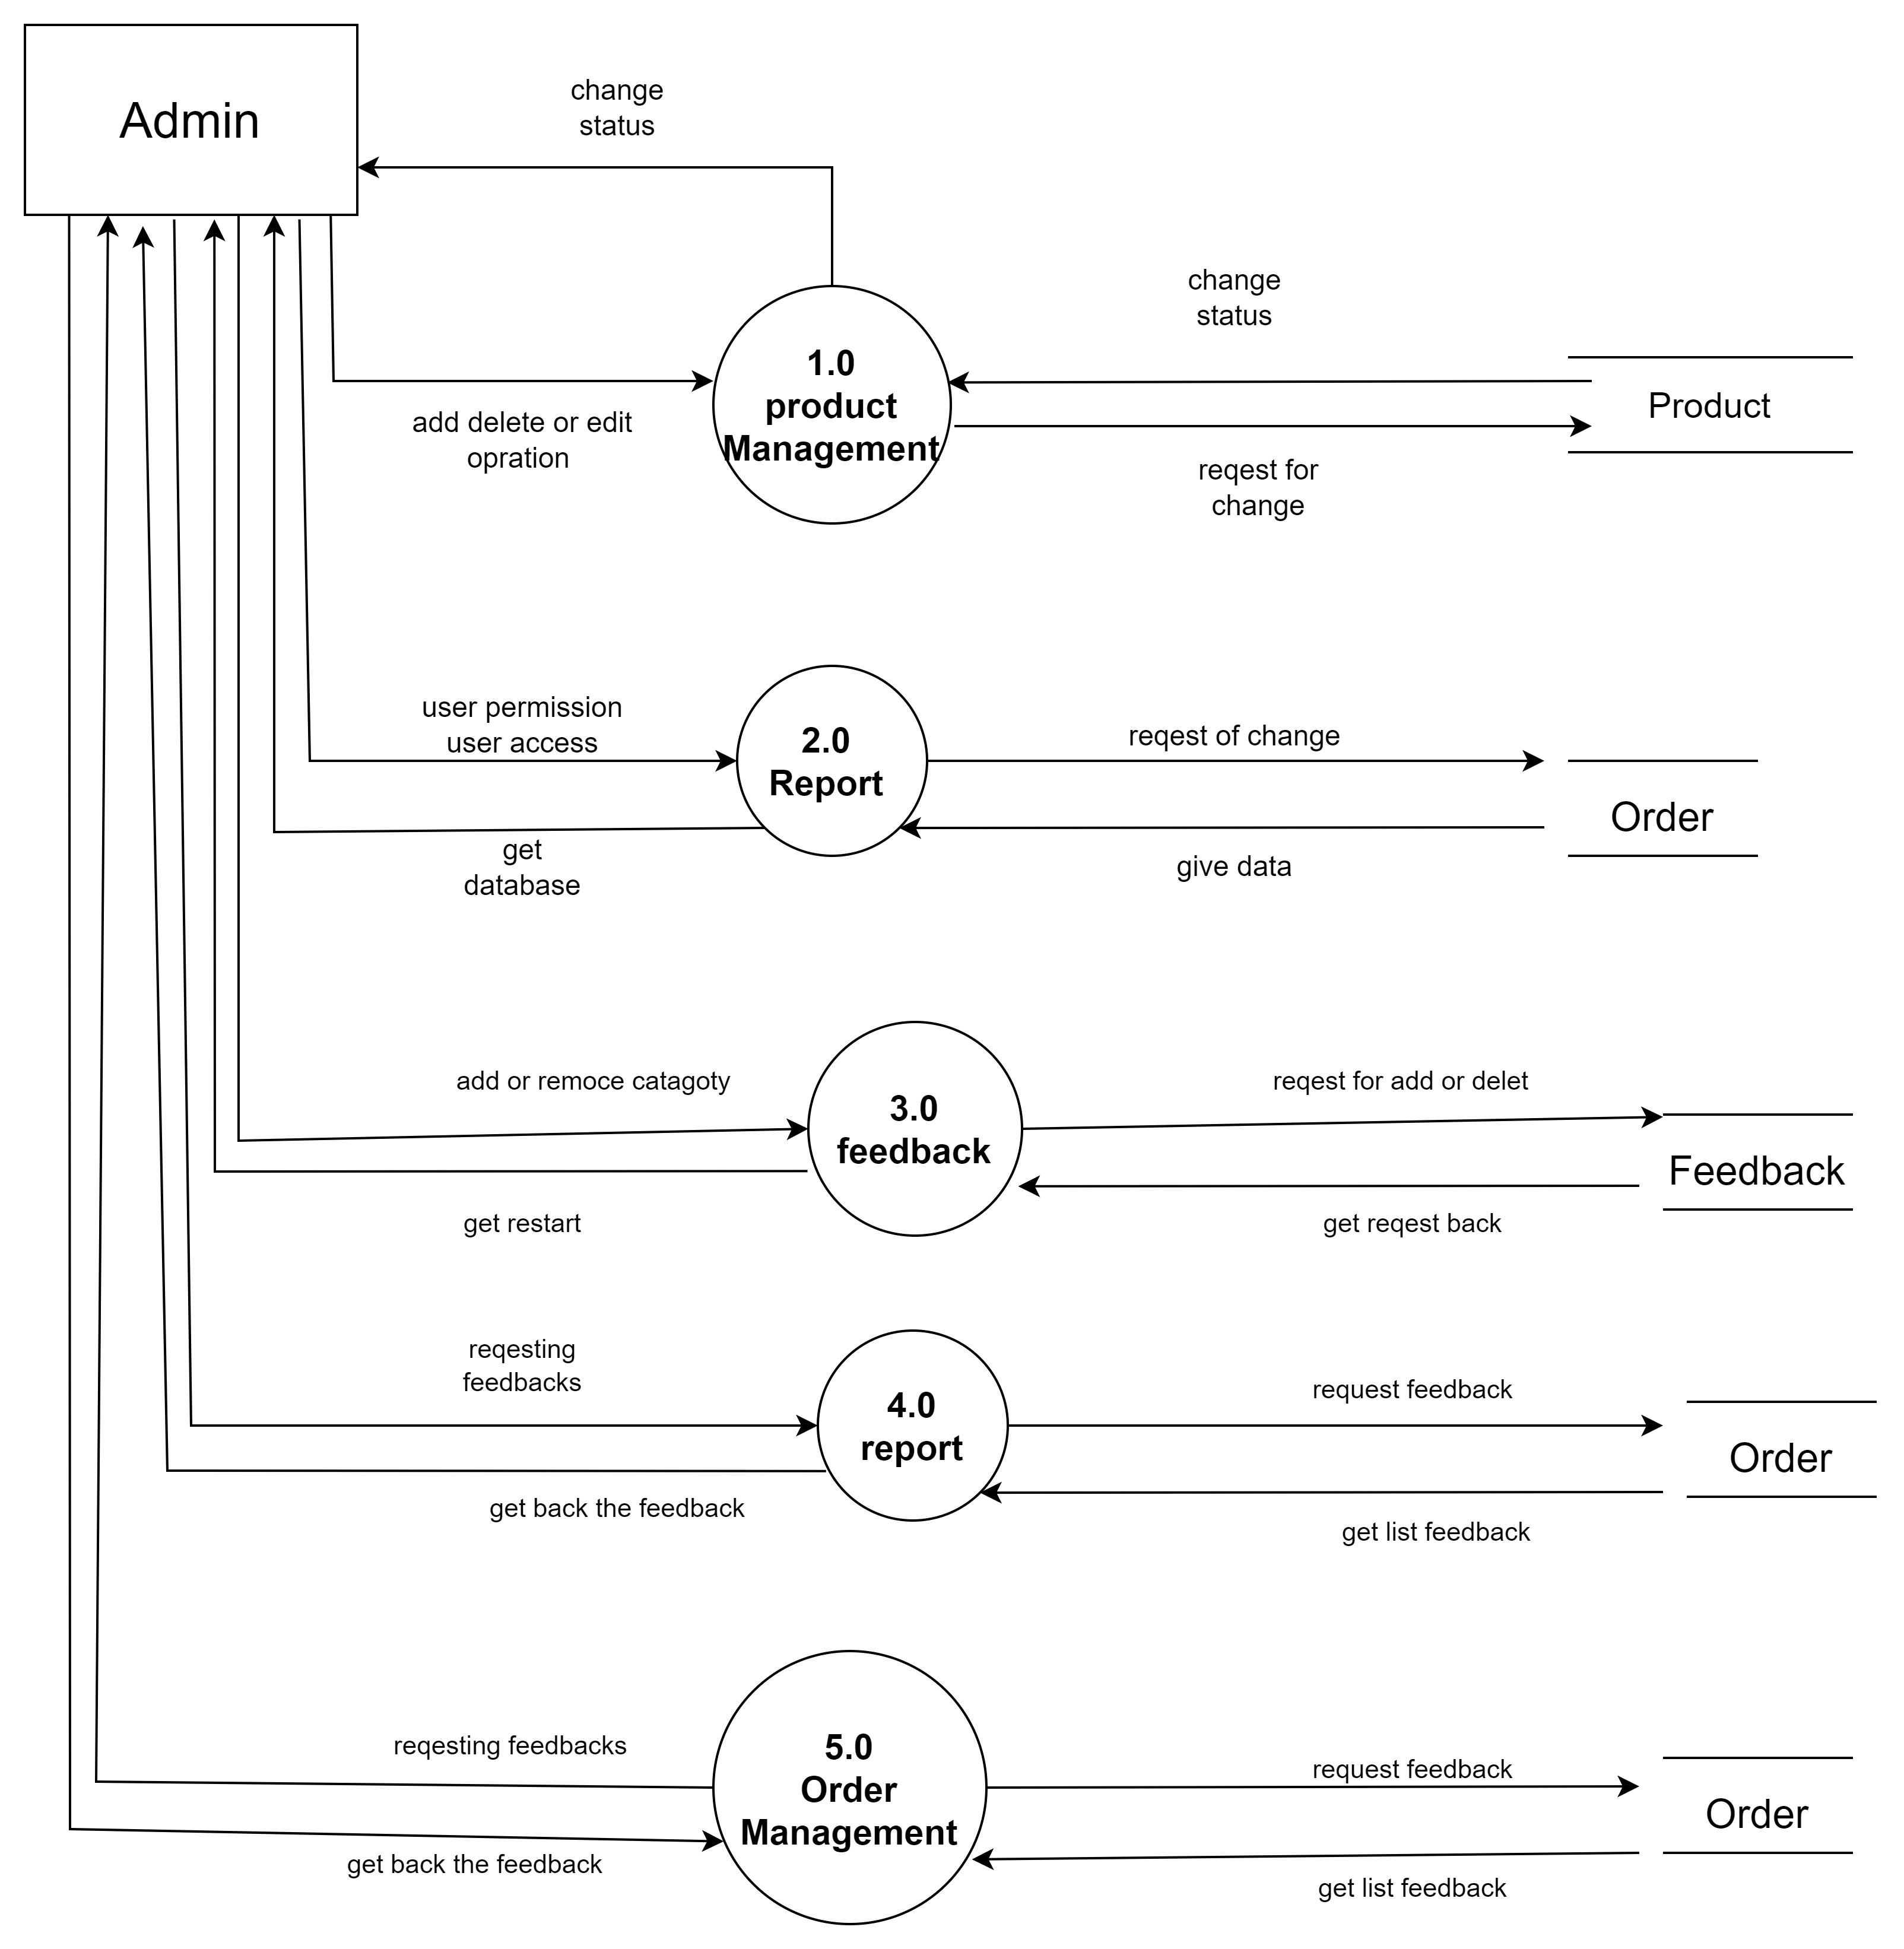 Admin
change
status
change
status
1.0
product
Management
Product
add delete or edit
opration
reqest for
change
user permission
user access
2.0
Report
reqest of change
Order
get
database
give data
add or remoce catagoty
3.0
feedback
reqest for add or delet
Feedback
get restart
get reqest back
reqesting
feedbacks
4.0
report
request feedback
Order
get back the feedback
get list feedback
reqesting feedbacks
5.0
Order
Management
request feedback
Order
get back the feedback
get list feedback